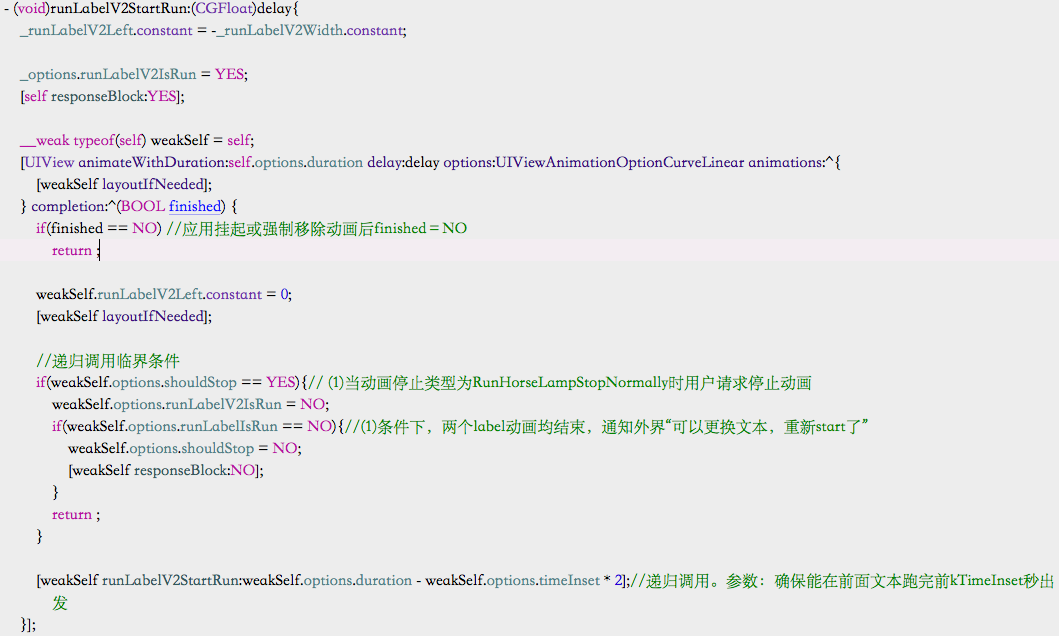 - (void)runLabelV2StartRun:(CGFloat)delay{
_runLabelV2Left.constant = -_runLabelV2Width.constant;
_options.runLabelV2IsRun = YES;
[self responseBlock:YES];
__weak typeof(self) weakSelf = self;
[UIView animateWithDuration:self.options.duration delay:delay options:UIViewAnimationOptionCurveLinear animations:^{
[weakSelf layoutIfNeeded];
} completion:^(BOOL finished) {
if(finished == NO) //应用挂起或强制移除动画后finished=NO
return ;
weakSelf.runLabelV2Left.constant = 0;
[weakSelf layoutIfNeeded];
//递归调用临界条件
if(weakSelf.options.shouldStop == YES){// (1)当动画停止类型为RunHorseLampStopNormally时用户请求停止动画
weakSelf.options.runLabelV2IsRun = NO;
if(weakSelf.options.runLabelIsRun == NO){//(1)条件下，两个label动画均结束，通知外界“可以更换文本，重新start了”
weakSelf.options.shouldStop = NO;
[weakSelf responseBlock:NO];
}
return ;
}
[weakSelf runLabelV2StartRun:weakSelf.options.duration - weakSelf.options.timeInset * 2];//递归调用。参数：确保能在前面文本跑完前kTimeInset秒出
发
}];